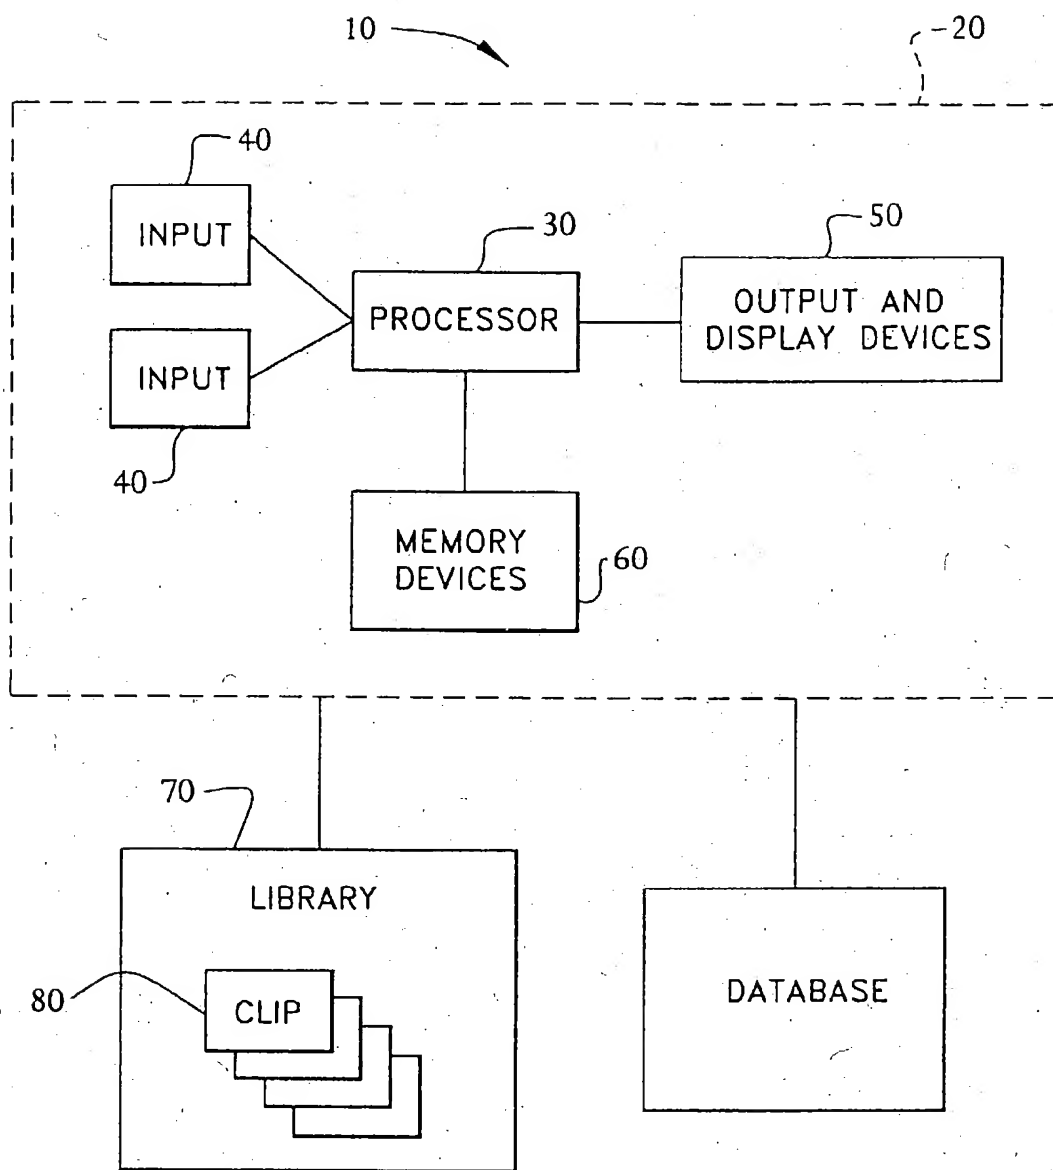 10
20
40
INPUT
30
50
PROCESSOR
OUTPUT AND
DISPLAY DEVICES
INPUT
40
MEMORY
DEVICES
60
70
LIBRARY
80
CLIP
DATABASE